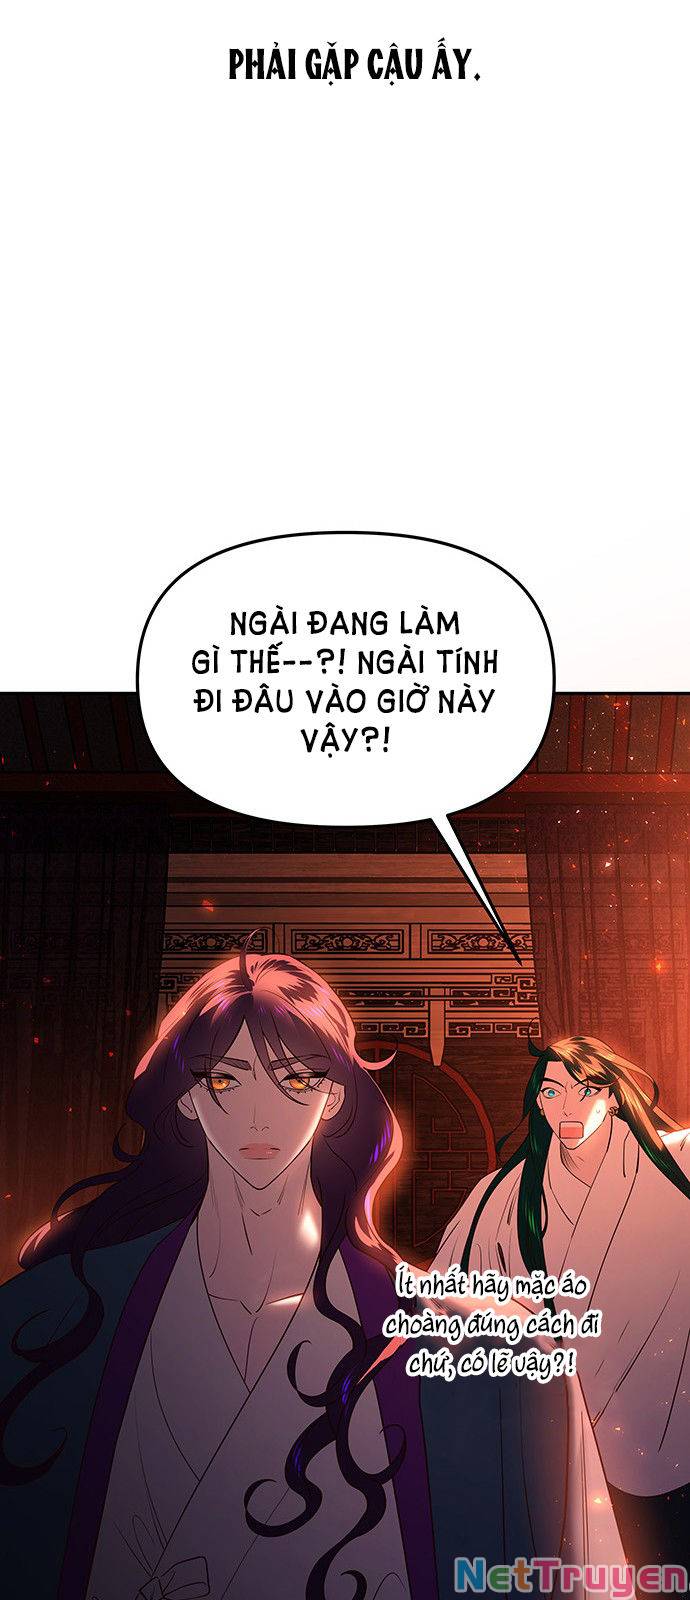 PHẢI GẶP CẬU ẤY.
NGÀI ĐANG LÀM
GÌ THẾ--?! NGÀI TÍNH
ĐI ĐÂU VÀO GIỜ NÀY
VẬY?!
Ít nhất hãy mặc áo
choàng đúng cách đi
chứ, có lẽ vậy?!
NETTRUYEN